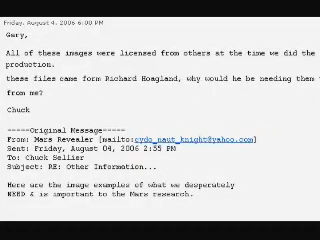 Friday, August 4, 2006 6:00 PM
Gary,
All of these images were licensed from others at the time we did the
production.
these files came form Richard Hoagland, why would he be needing them
from me?
Chuck
-----Original Message-----
From: Mars Revealer [mailto:cydo_naut_knight@yahoo.com]
Sent: Friday, August 04, 2006 2:55 PM
To: Chuck Sellier
Subject: RE: Other Information...
Here are the image examples of what we desperately
NEED & is important to the Mars research.